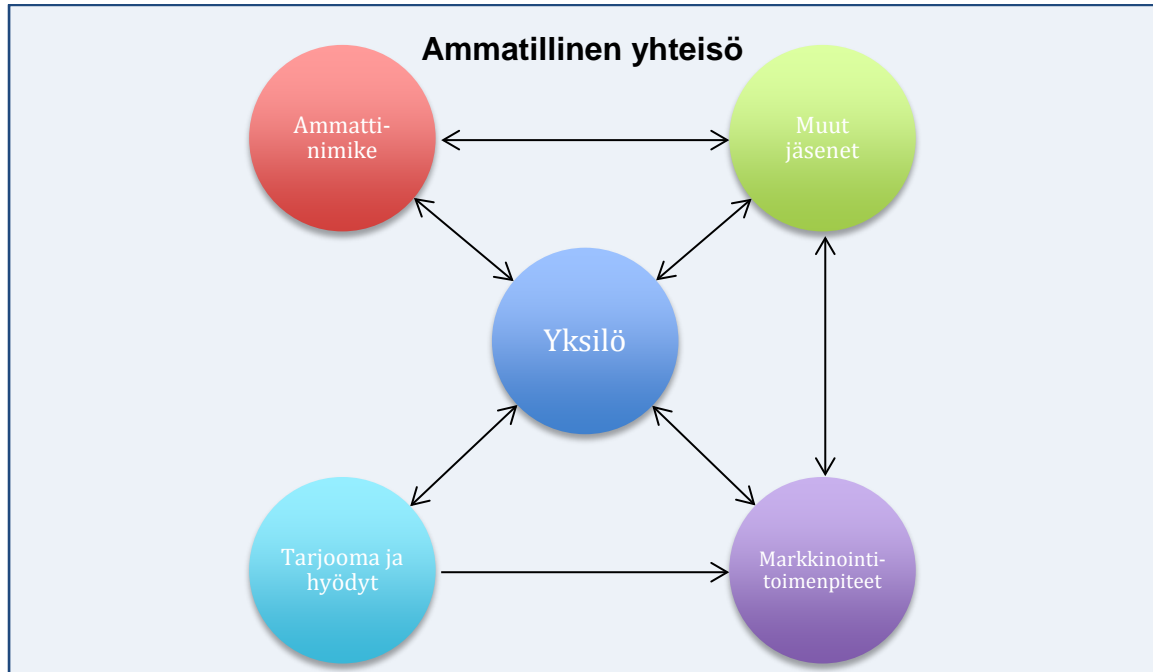 Ammatillinen yhteisö
Ammatti-
nimike
Muut
jäsenet
Yksilö
Tarjooma ja
hyödyt
Markkinointi-
toimenpiteet